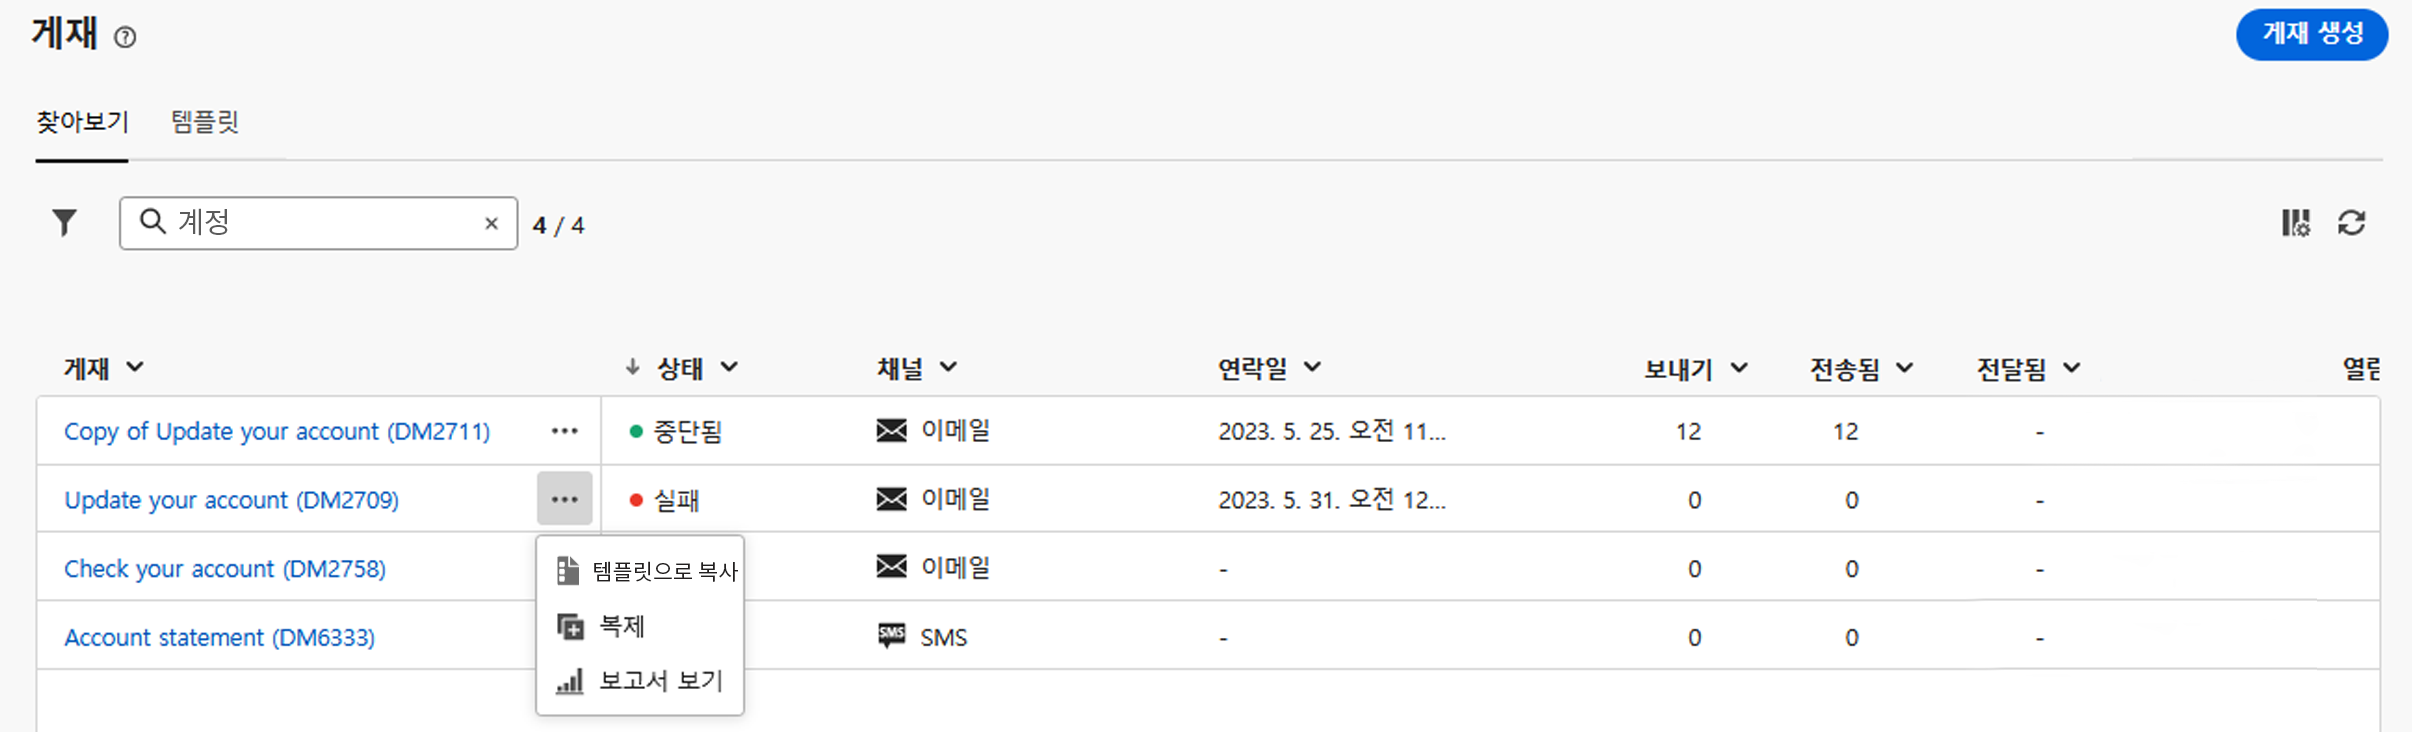 게재
게재 생성
찾아보기 템플릿
계정 4 / 4
게재 상태 채널 연락일 보내기 전송됨 전달됨
Copy of Update your account (DM2711) 중단됨 이메일 2023. 5. 25. 오전 11... 12 12 -
Update your account (DM2709) 실패 이메일 2023. 5. 31. 오전 12... 0 0 -
Check your account (DM2758) 이메일 - 0 0 -
템플릿으로 복사
복제
Account statement (DM6333) SMS SMS - 0 0 -
보고서 보기